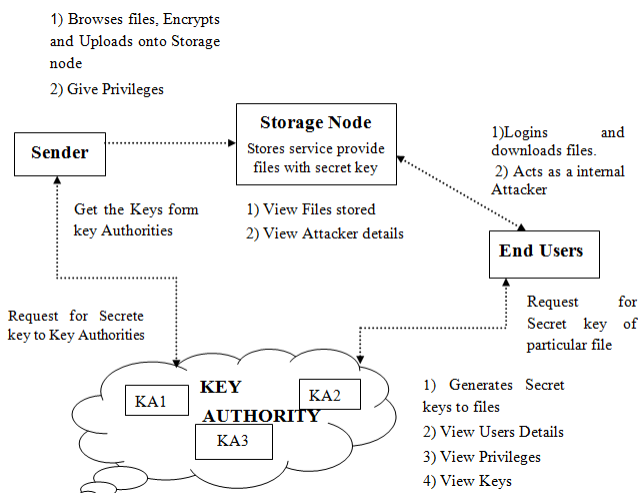 1) Browses files, Encrypts
and Uploads onto Storage
node
2) Give Privileges
Storage Node
Stores service provide
files with secret key
Sender
1)Logins and
downloads files.
2) Acts as a internal
Attacker
Get the Keys form
key Authorities
1) View Files stored
2) View Attacker details
End Users
Request for Secrete
key to Key Authorities
Request for
Secret key of
particular file
KEY
AUTHORITY
KA1
KA2
KA3
1) Generates Secret
keys to files
2) View Users Details
3) View Privileges
4) View Keys